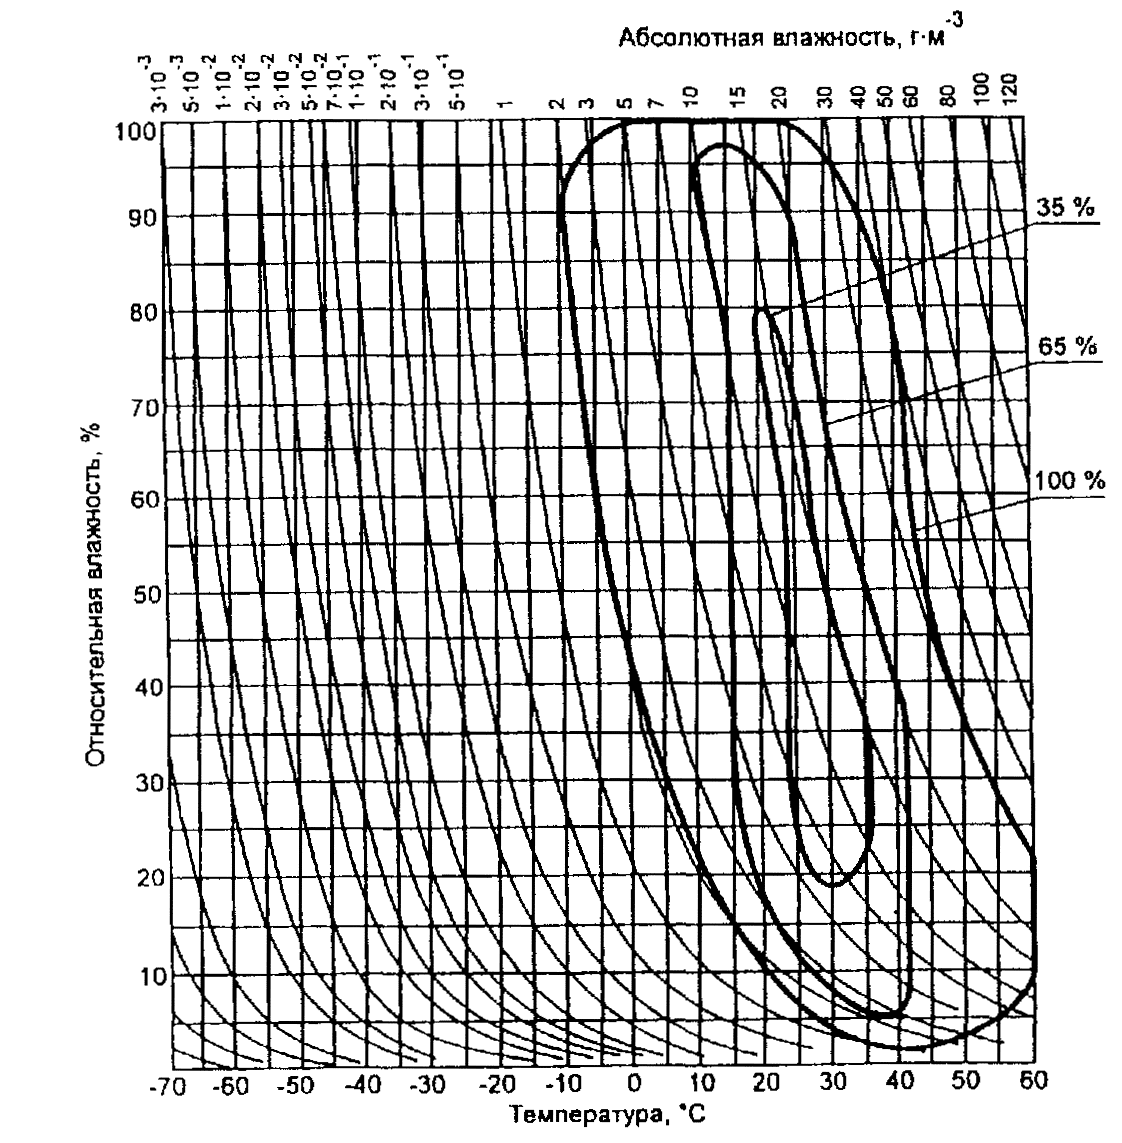 Абсолютная влажность, г·м⁻³
3·10⁻³ 5·10⁻³ 1·10⁻² 2·10⁻² 3·10⁻² 5·10⁻² 7·10⁻¹ 1·10⁻¹ 2·10⁻¹ 3·10⁻¹ 5·10⁻¹ 1 2 3 5 7 10 15 20 30 40 50 60 80 100 120
100
90
35 %
80
65 %
70
100 %
60
Относительная влажность, %
50
40
30
20
10
-70 -60 -50 -40 -30 -20 -10 0 10 20 30 40 50 60
Температура, °С